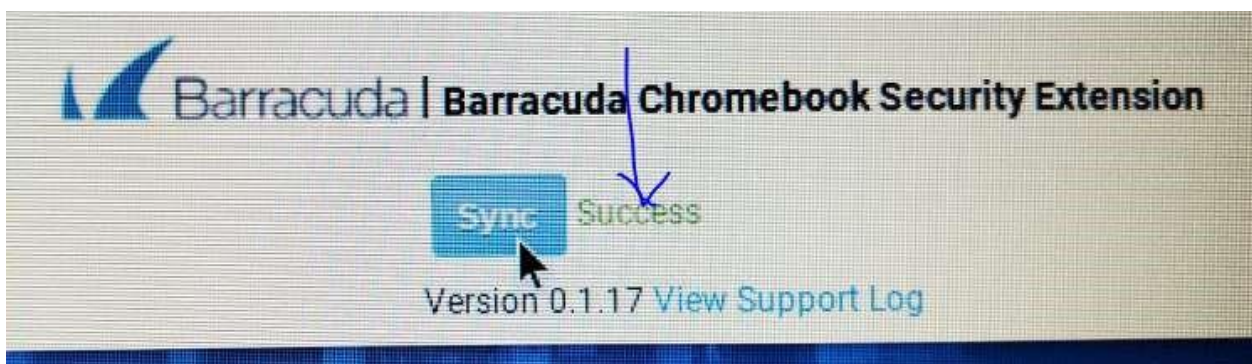 Barracuda | Barracuda Chromebook Security Extension
Sync Success
Version 0.1.17 View Support Log